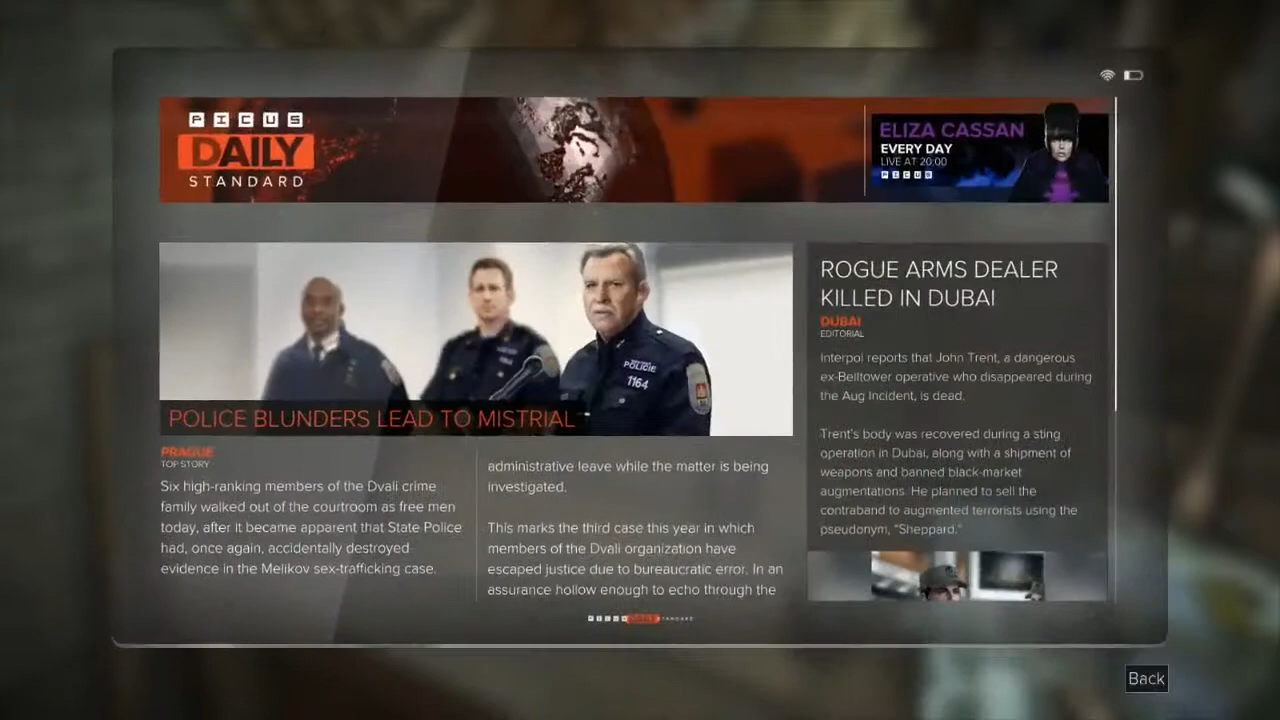 PICUS
DAILY
STANDARD
ELIZA CASSAN
EVERY DAY
LIVE AT 20:00
PICUS
POLICIE
1164
POLICE BLUNDERS LEAD TO MISTRIAL
PRAGUE
TOP STORY
Six high-ranking members of the Dvali crime
family walked out of the courtroom as free men
today, after it became apparent that State Police
had, once again, accidentally destroyed
evidence in the Melikov sex-trafficking case.
administrative leave while the matter is being
investigated.
This marks the third case this year in which
members of the Dvali organization have
escaped justice due to bureaucratic error. In an
assurance hollow enough to echo through the
ROGUE ARMS DEALER
KILLED IN DUBAI
DUBAI
EDITORIAL
Interpol reports that John Trent, a dangerous
ex-Belltower operative who disappeared during
the Aug Incident, is dead.
Trent's body was recovered during a sting
operation in Dubai, along with a shipment of
weapons and banned black-market
augmentations. He planned to sell the
contraband to augmented terrorists using the
pseudonym, "Sheppard."
PICUS DAILY STANDARD
Back